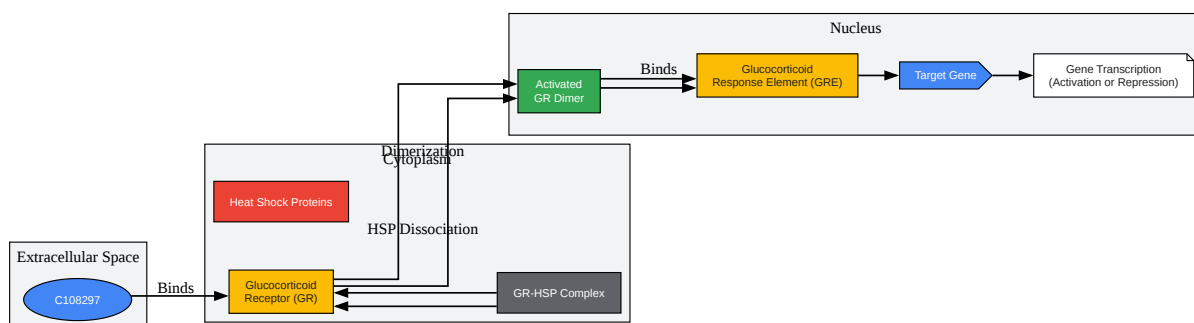 Nucleus
Activated
GR Dimer
Binds
Glucocorticoid
Response Element (GRE)
Target Gene
Gene Transcription
(Activation or Repression)
Dimerization
Cytoplasm
Heat Shock Proteins
HSP Dissociation
Extracellular Space
C108297
Binds
Glucocorticoid
Receptor (GR)
GR-HSP Complex